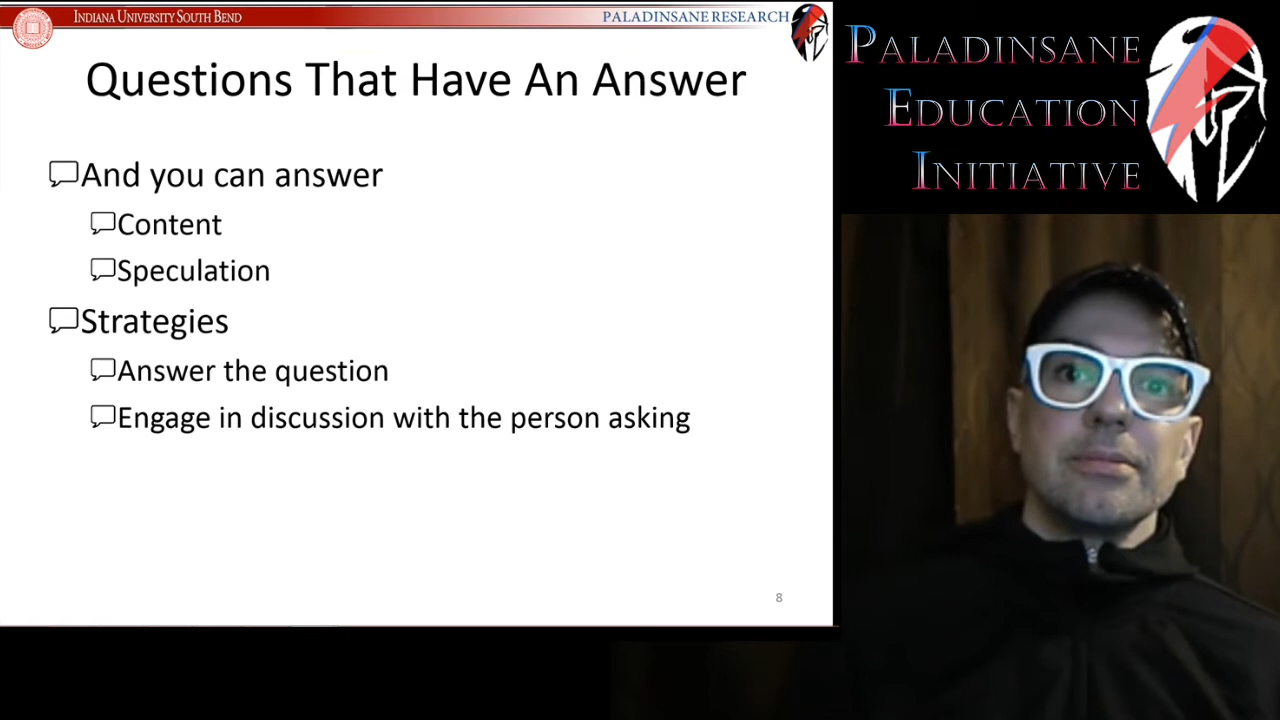 INDIANA UNIVERSITY SOUTH BEND
PALADINSANE RESEARCH
Questions That Have An Answer
And you can answer
Content
Speculation
Strategies
Answer the question
Engage in discussion with the person asking
8
PALADINSANE
EDUCATION
INITIATIVE